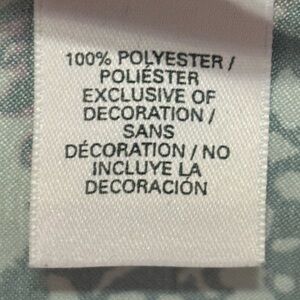 100% POLYESTER /
POLIÉSTER
EXCLUSIVE OF
DECORATION /
SANS
DÉCORATION / NO
INCLUYE LA
DECORACIÓN